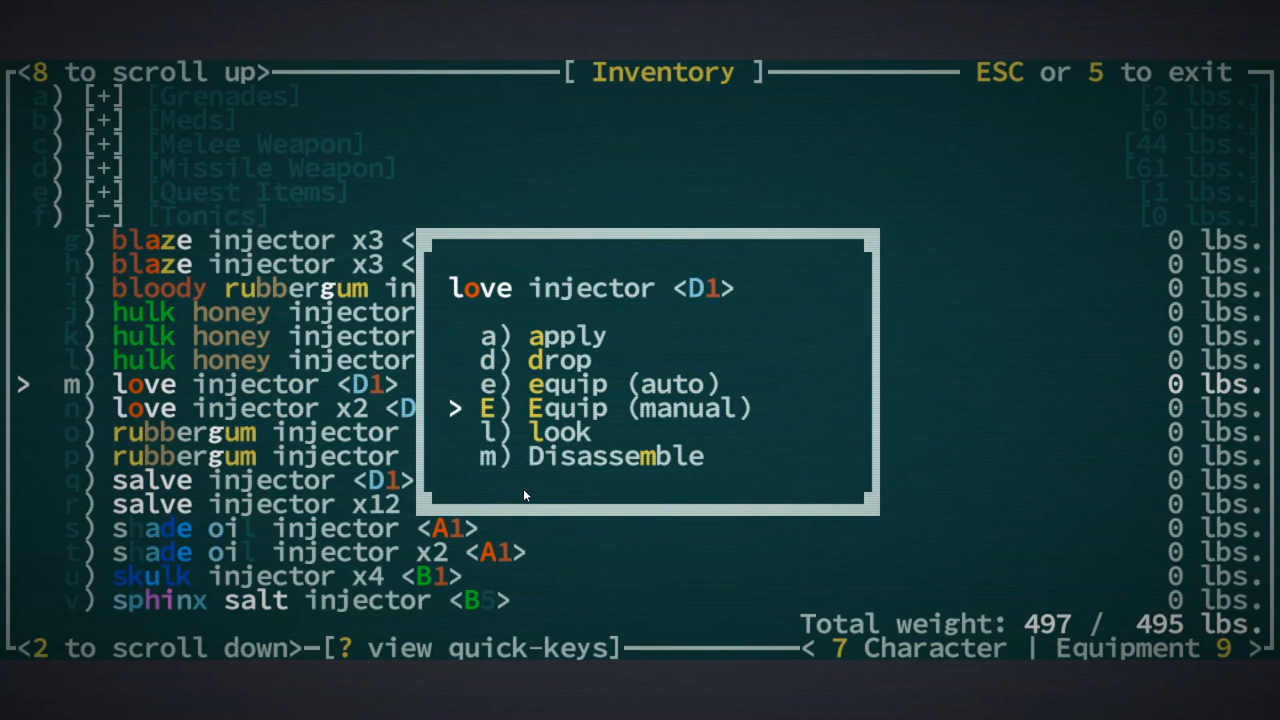 <8 to scroll up> [ Inventory ] ESC or 5 to exit
a) [+] [Grenades] [2 lbs.]
b) [+] [Meds] [0 lbs.]
c) [+] [Melee Weapon] [44 lbs.]
d) [+] [Missile Weapon] [61 lbs.]
e) [+] [Quest Items] [1 lbs.]
f) [-] [Tonics] [0 lbs.]
g) blaze injector x3 < 0 lbs.
h) blaze injector x3 < 0 lbs.
i) bloody rubbergum in 0 lbs.
j) hulk honey injector 0 lbs.
k) hulk honey injector 0 lbs.
l) hulk honey injector 0 lbs.
> m) love injector <D1> 0 lbs.
n) love injector x2 <D 0 lbs.
o) rubbergum injector 0 lbs.
p) rubbergum injector 0 lbs.
q) salve injector <D1> 0 lbs.
r) salve injector x12 0 lbs.
s) shade oil injector <A1> 0 lbs.
t) shade oil injector x2 <A1> 0 lbs.
u) skulk injector x4 <B1> 0 lbs.
v) sphinx salt injector <B5> 0 lbs.
love injector <D1>
a) apply
d) drop
e) equip (auto)
> E) Equip (manual)
l) look
m) Disassemble
Total weight: 497 / 495 lbs.
<2 to scroll down> [? view quick-keys] < 7 Character | Equipment 9 >